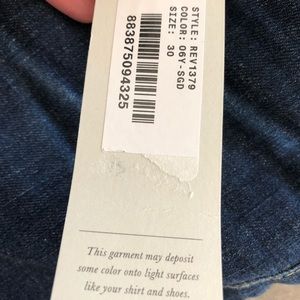 STYLE: REV1379
COLOR: 06Y-SGD
SIZE: 30
883875094325
This garment may deposit
some color onto light surfaces
like your shirt and shoes.